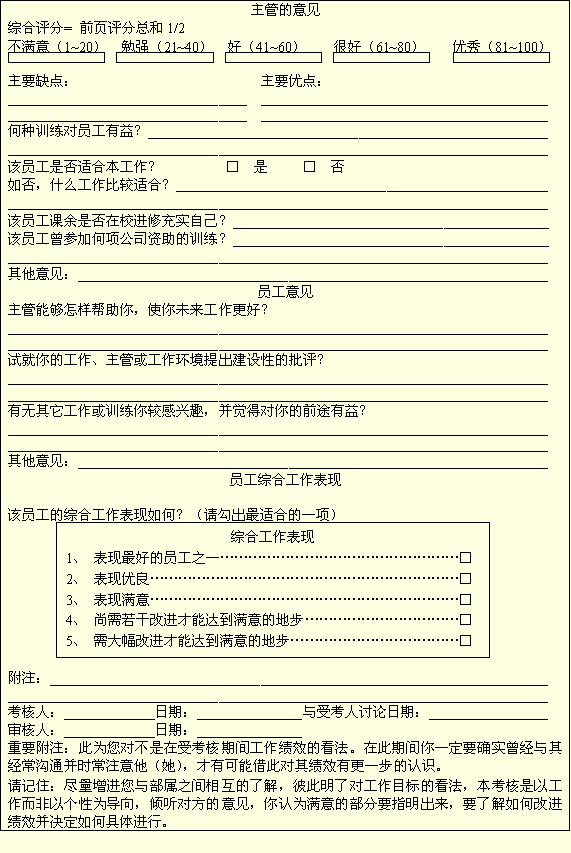 主管的意见
综合评分= 前页评分总和 1/2
不满意（1~20） 勉强（21~40） 好（41~60） 很好（61~80） 优秀（81~100）
主要缺点： 主要优点：
何种训练对员工有益？
该员工是否适合本工作？ □ 是 □ 否
如否，什么工作比较适合？
该员工课余是否在校进修充实自己？
该员工曾参加何项公司资助的训练？
其他意见：
员工意见
主管能够怎样帮助你，使你未来工作更好？
试就你的工作、主管或工作环境提出建设性的批评？
有无其它工作或训练你较感兴趣，并觉得对你的前途有益？
其他意见：
员工综合工作表现
该员工的综合工作表现如何？（请勾出最适合的一项）
综合工作表现
1、 表现最好的员工之一………………………………………………□
2、 表现优良……………………………………………………………□
3、 表现满意……………………………………………………………□
4、 尚需若干改进才能达到满意的地步………………………………□
5、 需大幅改进才能达到满意的地步…………………………………□
附注：
考核人： 日期： 与受考人讨论日期：
审核人： 日期：
重要附注：此为您对不是在受考核期间工作绩效的看法。在此期间你一定要确实曾经与其
经常沟通并时常注意他（她），才有可能借此对其绩效有更一步的认识。
请记住：尽量增进您与部属之间相互的了解，彼此明了对工作目标的看法，本考核是以工
作而非以个性为导向，倾听对方的意见，你认为满意的部分要指明出来，要了解如何改进
绩效并决定如何具体进行。